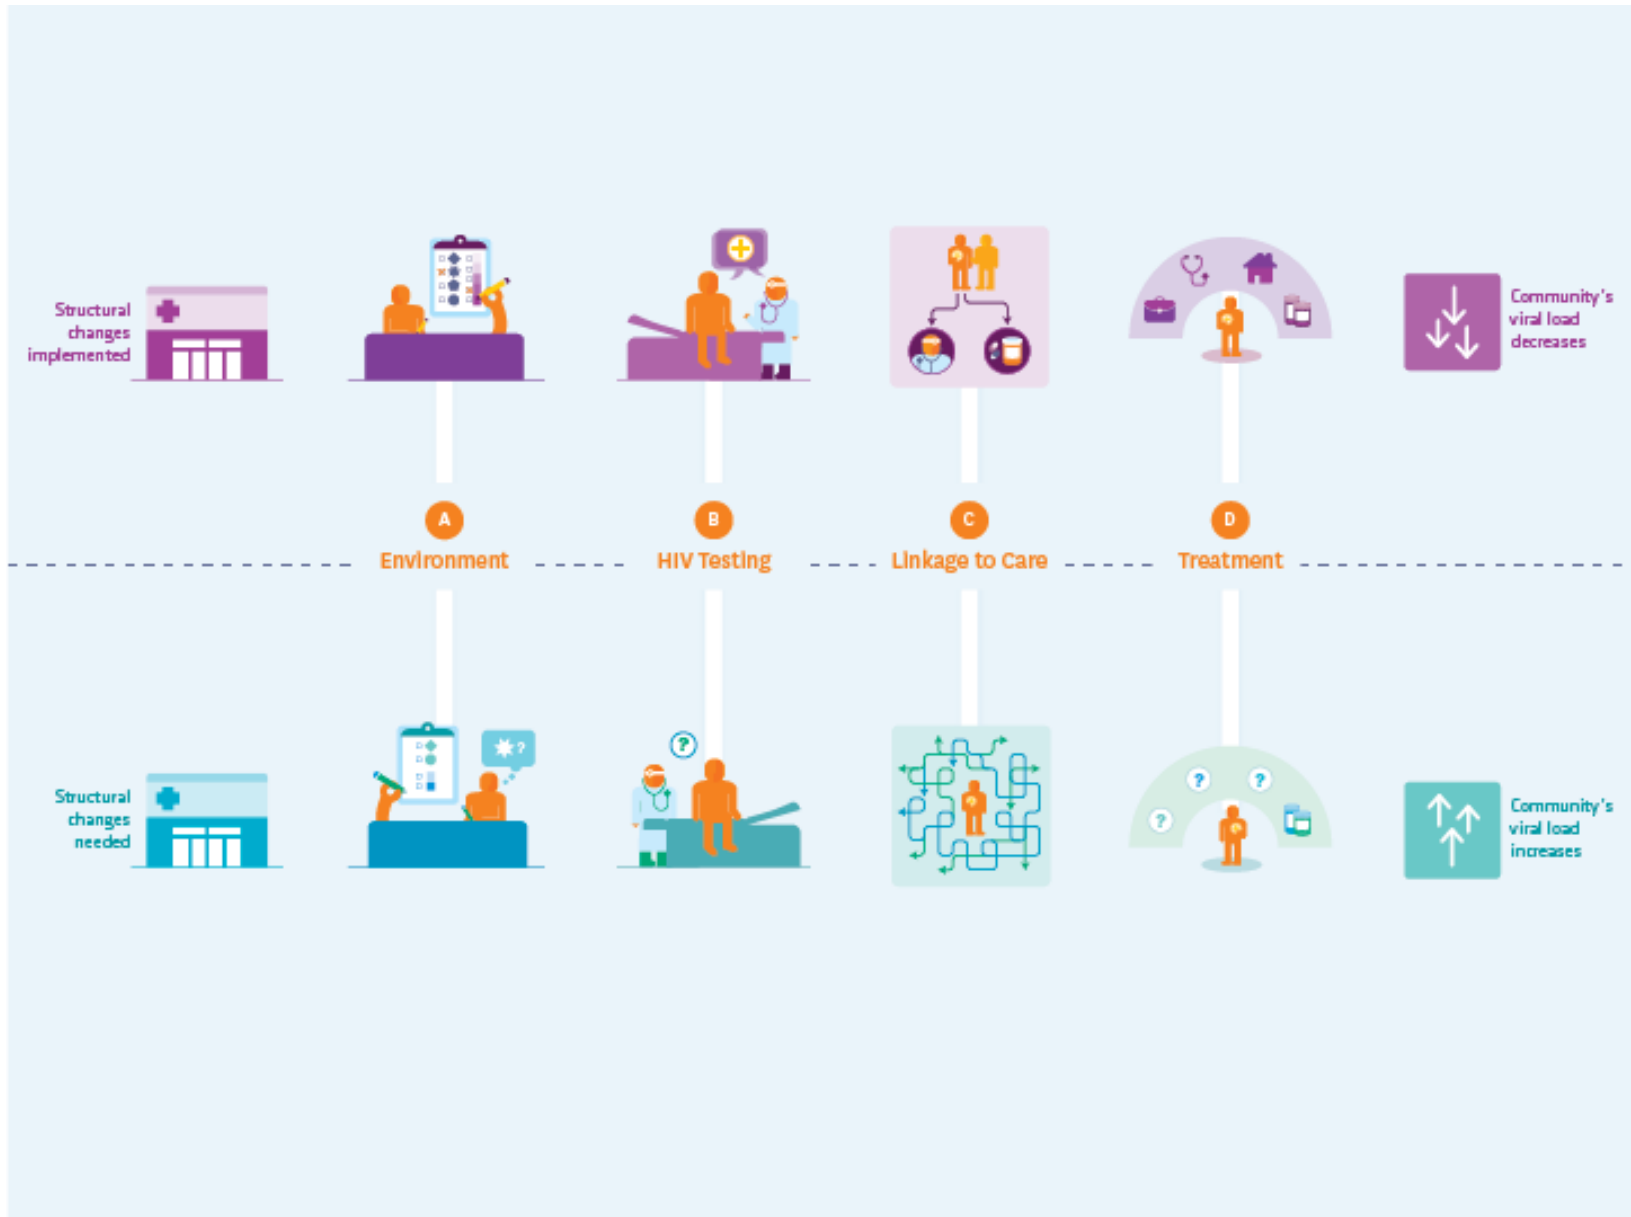 Structural
changes
implemented
Community's
viral load
decreases
A
B
C
D
Environment
HIV Testing
Linkage to Care
Treatment
?
?
?
?
?
Structural
changes
needed
Community's
viral load
increases